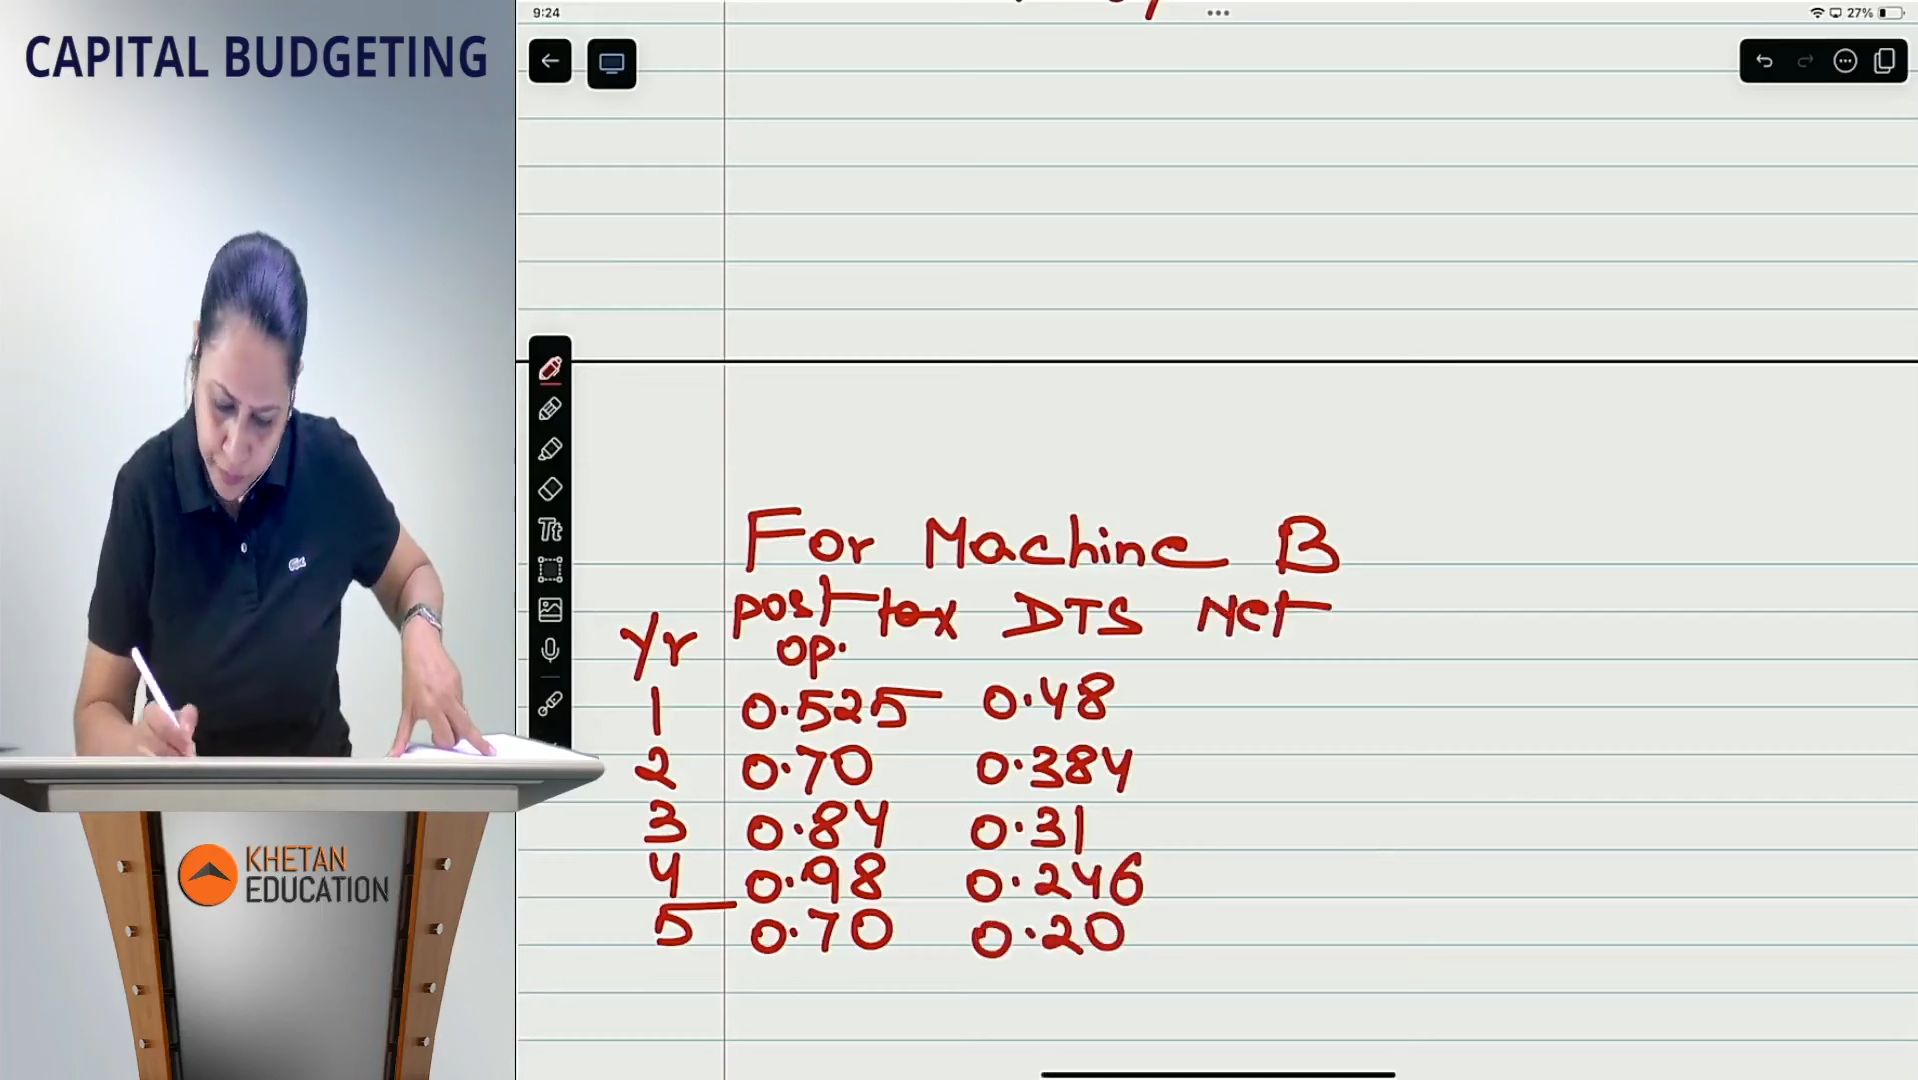 CAPITAL BUDGETING
9:24
27%
Tt
For Machine B
Yr post tax DTS Net
op.
1 0.525 0.48
2 0.70 0.384
3 0.84 0.31
4 0.98 0.246
5 0.70 0.20
KHETAN
EDUCATION